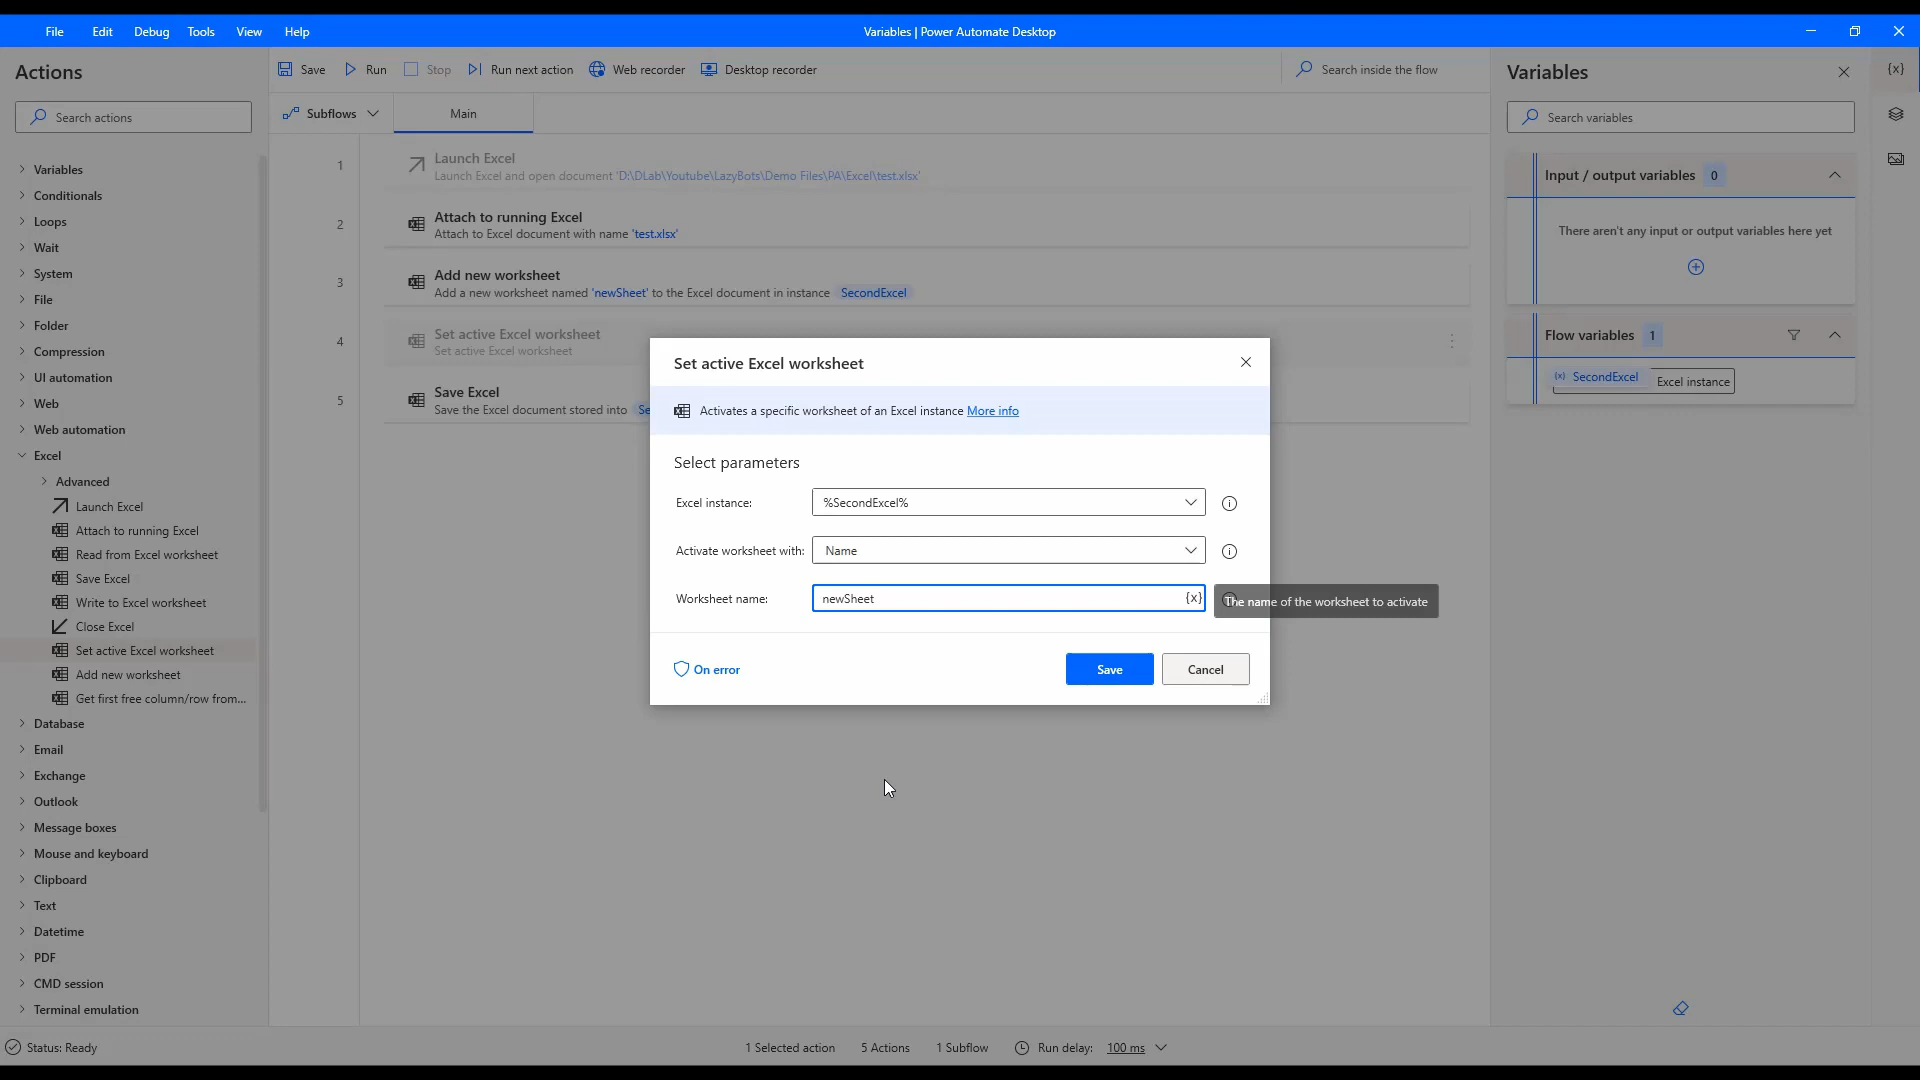 File Edit Debug Tools View Help
Variables | Power Automate Desktop
Actions
Search actions
Variables
Conditionals
Loops
Wait
System
File
Folder
Compression
UI automation
Web
Web automation
Excel
Advanced
Launch Excel
Attach to running Excel
Read from Excel worksheet
Save Excel
Write to Excel worksheet
Close Excel
Set active Excel worksheet
Add new worksheet
Get first free column/row from...
Database
Email
Exchange
Outlook
Message boxes
Mouse and keyboard
Clipboard
Text
Datetime
PDF
CMD session
Terminal emulation
Save Run Stop Run next action Web recorder Desktop recorder
Search inside the flow
Subflows Main
1 Launch Excel
Launch Excel and open document 'D:\DLab\Youtube\LazyBots\Demo Files\PA\Excel\test.xlsx'
2 Attach to running Excel
Attach to Excel document with name 'test.xlsx'
3 Add new worksheet
Add a new worksheet named 'newSheet' to the Excel document in instance SecondExcel
4 Set active Excel worksheet
Set active Excel worksheet
5 Save Excel
Save the Excel document stored into Se
Set active Excel worksheet
Activates a specific worksheet of an Excel instance More info
Select parameters
Excel instance: %SecondExcel%
Activate worksheet with: Name
Worksheet name: newSheet {x}
The name of the worksheet to activate
On error
Save Cancel
Variables
{x}
Search variables
Input / output variables 0
There aren't any input or output variables here yet
Flow variables 1
(x) SecondExcel Excel instance
Status: Ready
1 Selected action 5 Actions 1 Subflow Run delay: 100 ms